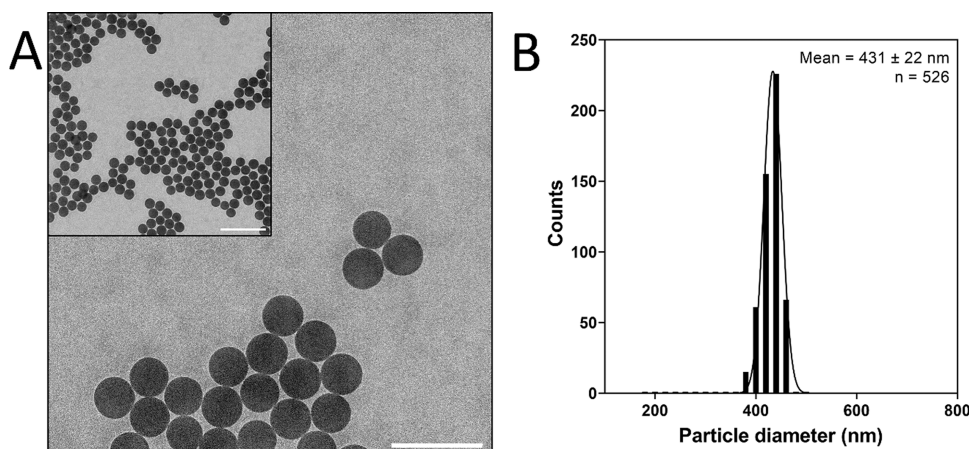 A
B
Mean = 431 ± 22 nm
n = 526
250
200
150
100
50
0
Counts
200
400
600
800
Particle diameter (nm)